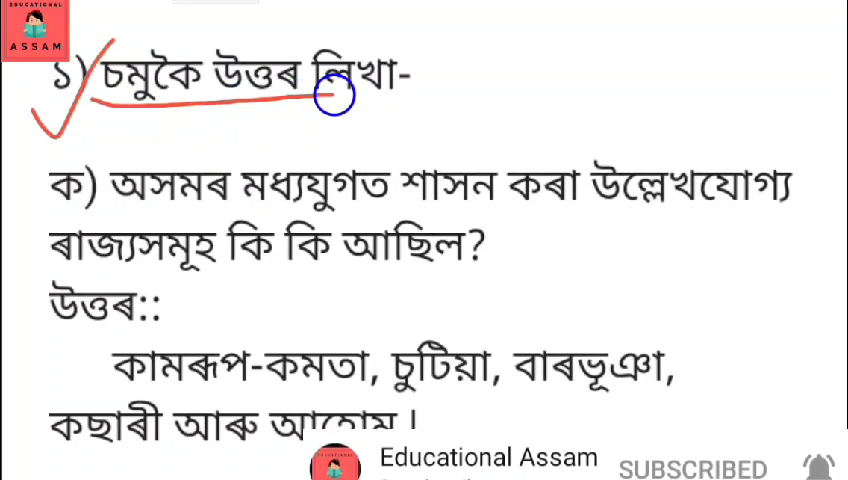 EDUCATIONAL
ASSAM
১) চমুকৈ উত্তৰ লিখা-
ক) অসমৰ মধ্যযুগত শাসন কৰা উল্লেখযোগ্য
ৰাজ্যসমূহ কি কি আছিল?
উত্তৰ::
কামৰূপ-কমতা, চুটিয়া, বাৰভূঞা,
কছাৰী আৰু আহোম।
Educational Assam
SUBSCRIBED